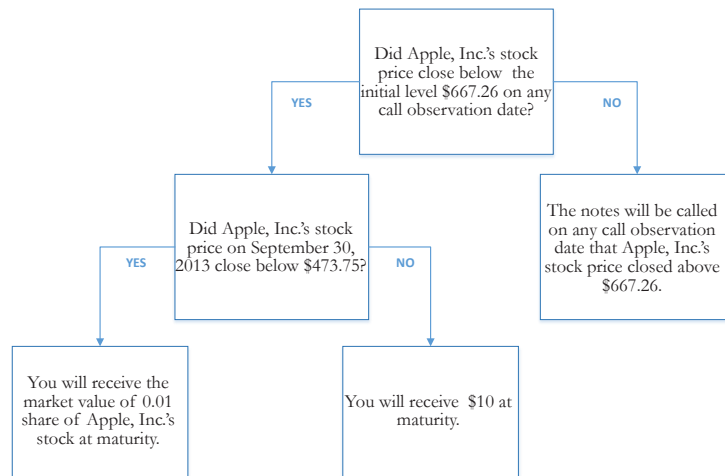 Did Apple, Inc.'s stock
price close below the
initial level $667.26 on any
call observation date?
YES
NO
Did Apple, Inc.'s stock
price on September 30,
2013 close below $473.75?
The notes will be called
on any call observation
date that Apple, Inc.'s
stock price closed above
$667.26.
YES
NO
You will receive the
market value of 0.01
share of Apple, Inc.'s
stock at maturity.
You will receive $10 at
maturity.